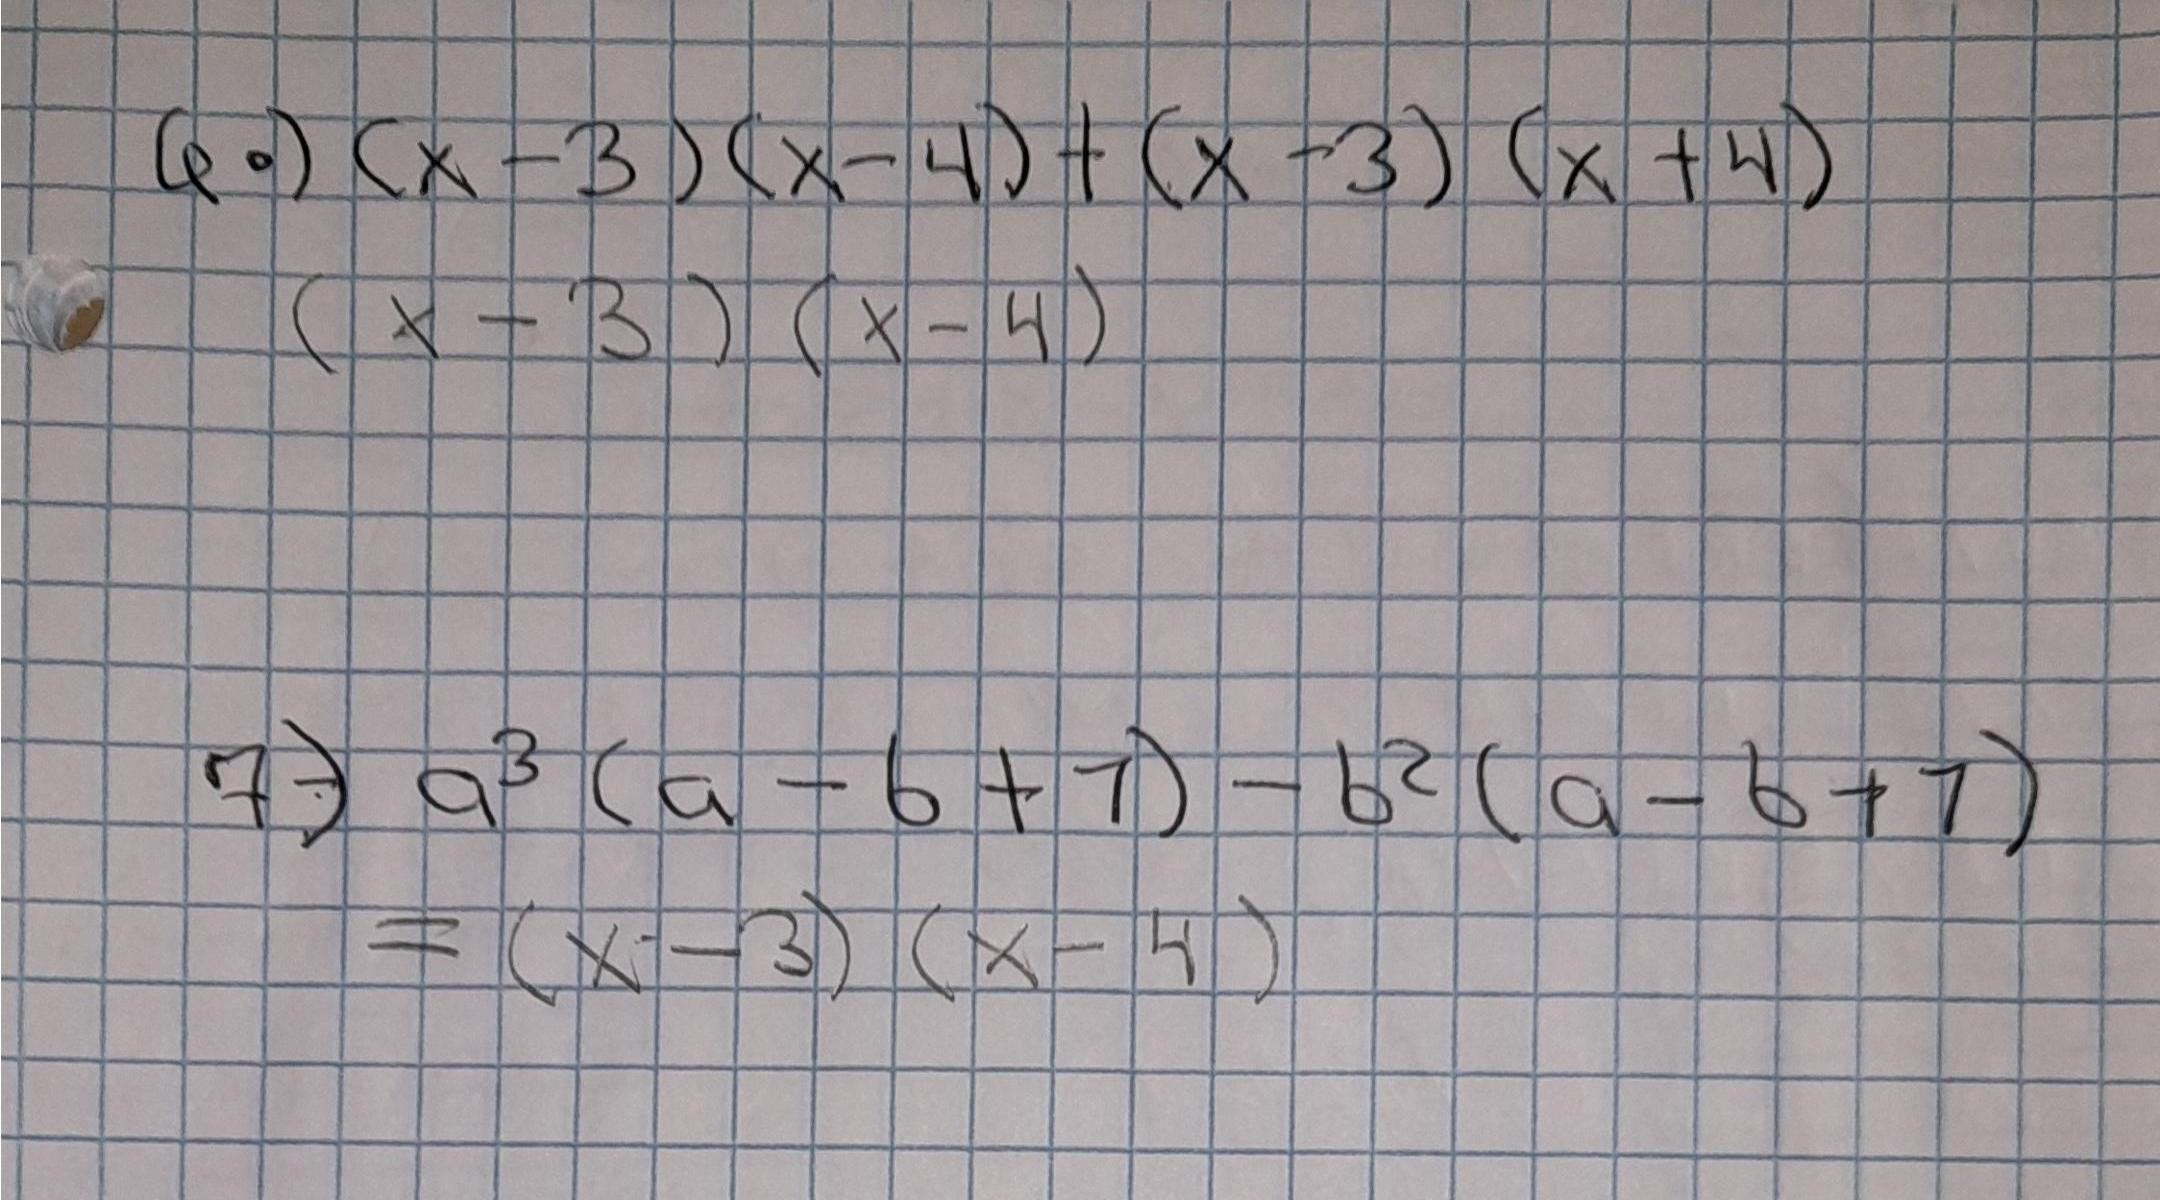 6.) (x-3)(x-4)+(x-3)(x+4)
(x-3)(x-4)
7.) a³(a-b+7)-b²(a-b+7)
=(x-3)(x-4)